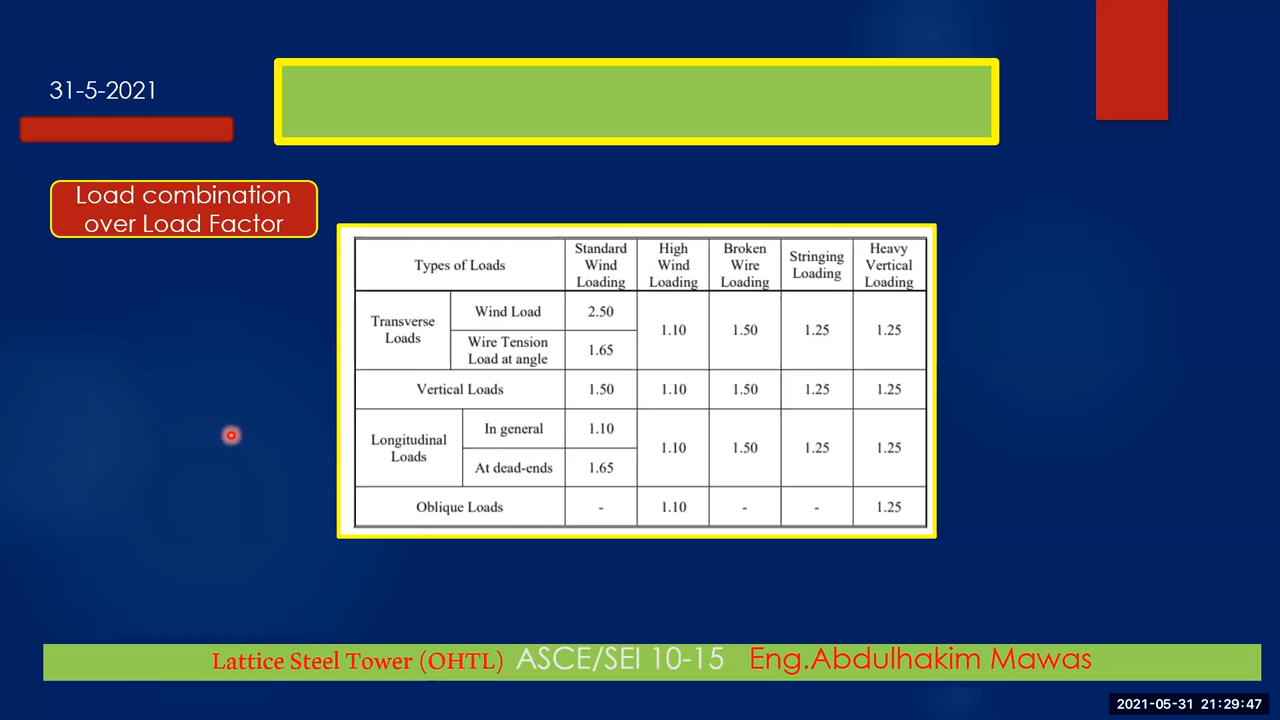 31-5-2021
Load combination
over Load Factor
Types of Loads
Standard
Wind
Loading
High
Wind
Loading
Broken
Wire
Loading
Stringing
Loading
Heavy
Vertical
Loading
Transverse
Loads
Wind Load
2.50
1.10
1.50
1.25
1.25
Wire Tension
Load at angle
1.65
Vertical Loads
1.50
1.10
1.50
1.25
1.25
Longitudinal
Loads
In general
1.10
1.10
1.50
1.25
1.25
At dead-ends
1.65
Oblique Loads
-
1.10
-
-
1.25
Lattice Steel Tower (OHTL) ASCE/SEI 10-15 Eng.Abdulhakim Mawas
2021-05-31 21:29:47